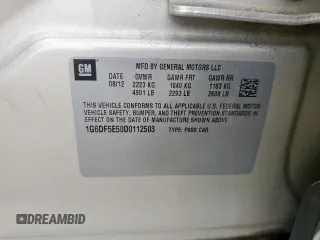 GM
MFD BY GENERAL MOTORS LLC
DATE GVWR GAWR FRT GAWR RR
08/12 2223 KG 1040 KG 1183 KG
4901 LB 2293 LB 2608 LB
THIS VEHICLE CONFORMS TO ALL APPLICABLE U.S. FEDERAL MOTOR
VEHICLE SAFETY, BUMPER, AND THEFT PREVENTION STANDARDS
IN EFFECT ON THE DATE OF MANUFACTURE SHOWN ABOVE.
1G6DF5E50D0112503 TYPE: PASS CAR
DREAMBID